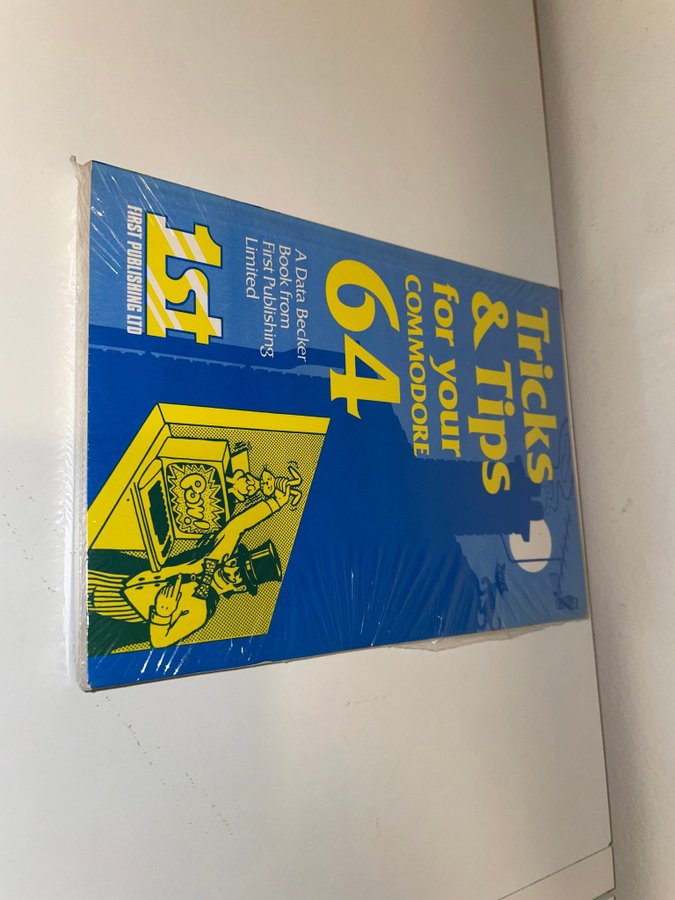 Tricks
& Tips
for your
COMMODORE
64
A Data Becker
Book from
First Publishing
Limited
1st
FIRST PUBLISHING LTD
POW!